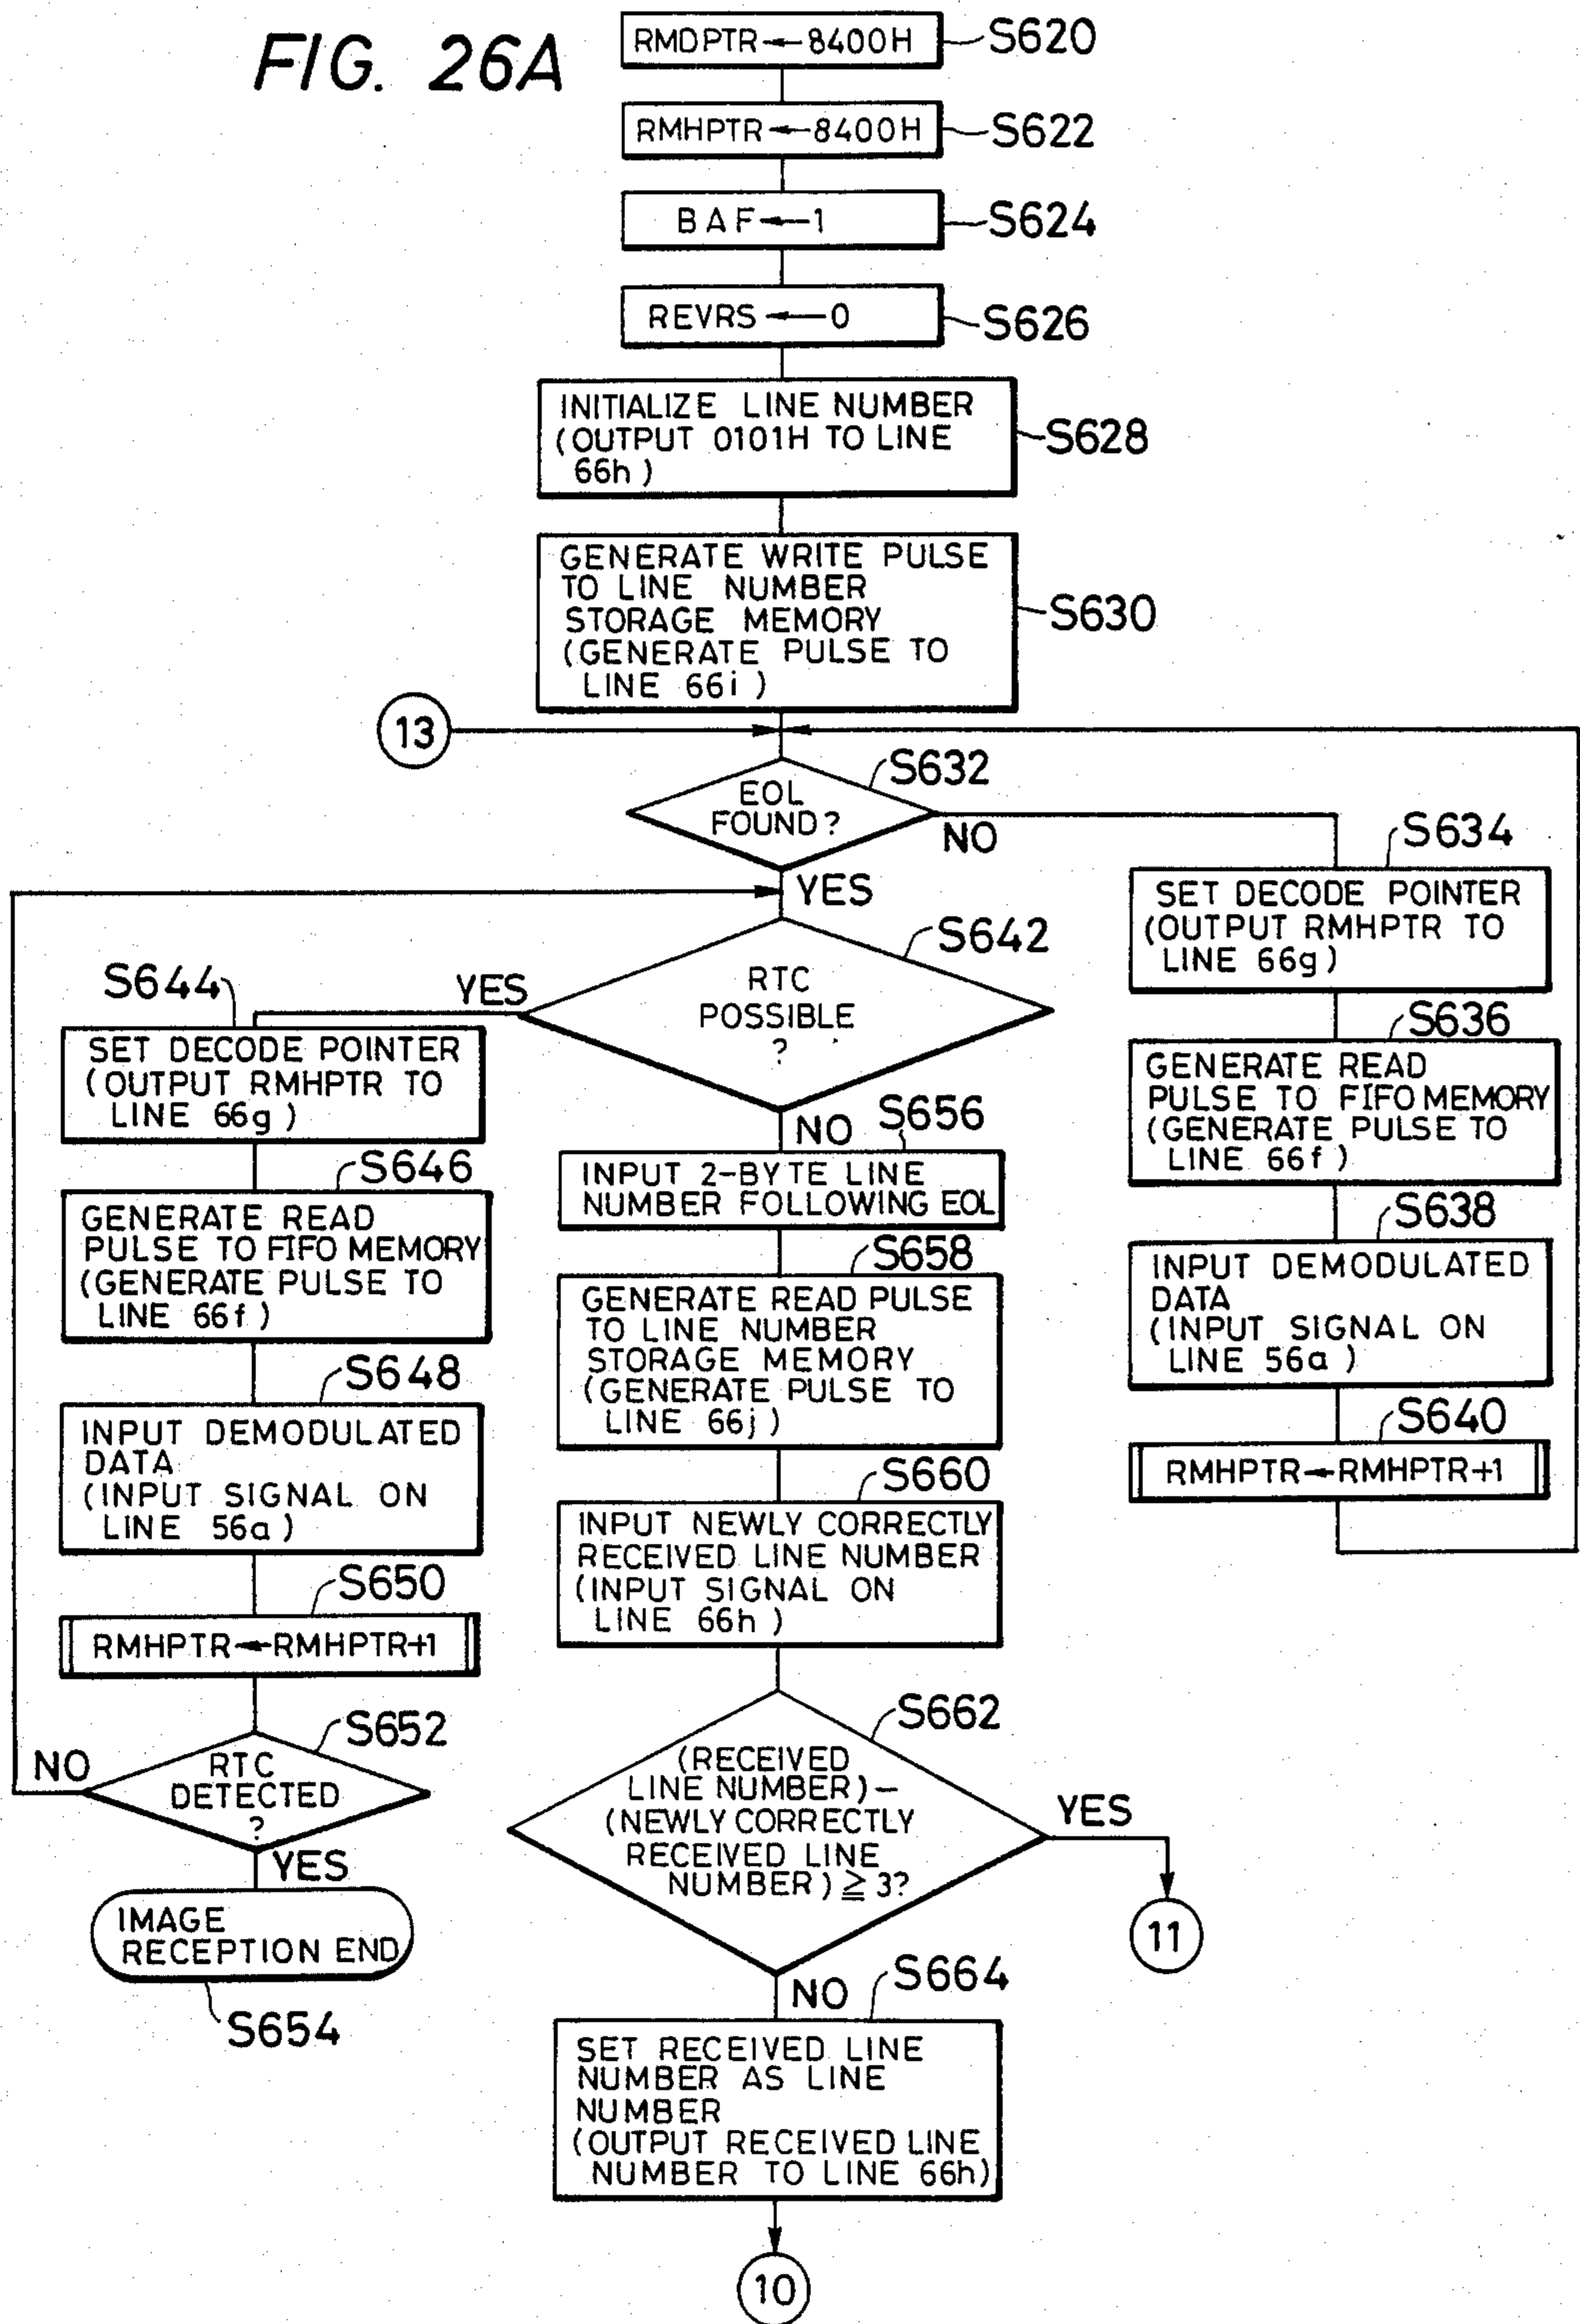 FIG. 26A
RMDPTR←8400H
S620
RMHPTR←8400H
S622
BAF←1
S624
REVRS←0
S626
INITIALIZE LINE NUMBER
(OUTPUT 0101H TO LINE
66h)
S628
GENERATE WRITE PULSE
TO LINE NUMBER
STORAGE MEMORY
(GENERATE PULSE TO
LINE 66i)
S630
13
S632
EOL
FOUND?
NO
YES
S634
SET DECODE POINTER
(OUTPUT RMHPTR TO
LINE 66g)
S636
GENERATE READ
PULSE TO FIFO MEMORY
(GENERATE PULSE TO
LINE 66f)
S638
INPUT DEMODULATED
DATA
(INPUT SIGNAL ON
LINE 56a)
S640
RMHPTR←RMHPTR+1
S642
RTC
POSSIBLE
?
YES
NO
S644
SET DECODE POINTER
(OUTPUT RMHPTR TO
LINE 66g)
S646
GENERATE READ
PULSE TO FIFO MEMORY
(GENERATE PULSE TO
LINE 66f)
S648
INPUT DEMODULATED
DATA
(INPUT SIGNAL ON
LINE 56a)
S650
RMHPTR←RMHPTR+1
S652
RTC
DETECTED
?
NO
YES
IMAGE
RECEPTION END
S654
S656
INPUT 2-BYTE LINE
NUMBER FOLLOWING EOL
S658
GENERATE READ PULSE
TO LINE NUMBER
STORAGE MEMORY
(GENERATE PULSE TO
LINE 66j)
S660
INPUT NEWLY CORRECTLY
RECEIVED LINE NUMBER
(INPUT SIGNAL ON
LINE 66h)
S662
(RECEIVED
LINE NUMBER)–
(NEWLY CORRECTLY
RECEIVED LINE
NUMBER)≧3?
YES
11
NO
S664
SET RECEIVED LINE
NUMBER AS LINE
NUMBER
(OUTPUT RECEIVED LINE
NUMBER TO LINE 66h)
10